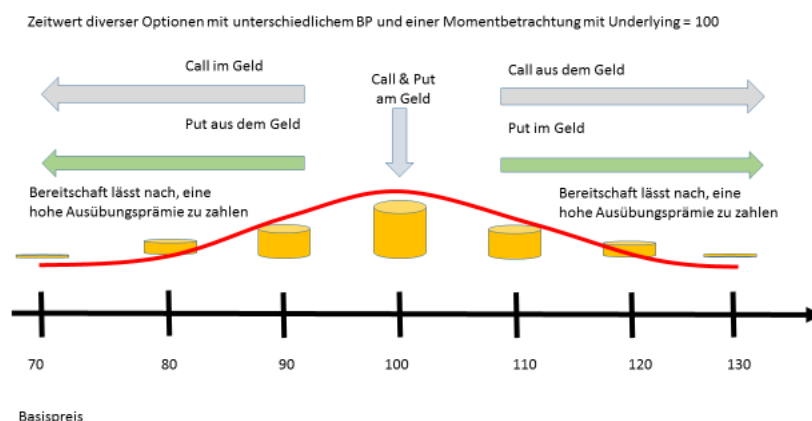 Zeitwert diverser Optionen mit unterschiedlichem BP und einer Momentbetrachtung mit Underlying = 100
Call im Geld
Call & Put
am Geld
Call aus dem Geld
Put aus dem Geld
Put im Geld
Bereitschaft lässt nach, eine
hohe Ausübungsprämie zu zahlen
Bereitschaft lässt nach, eine
hohe Ausübungsprämie zu zahlen
70 80 90 100 110 120 130
Basispreis